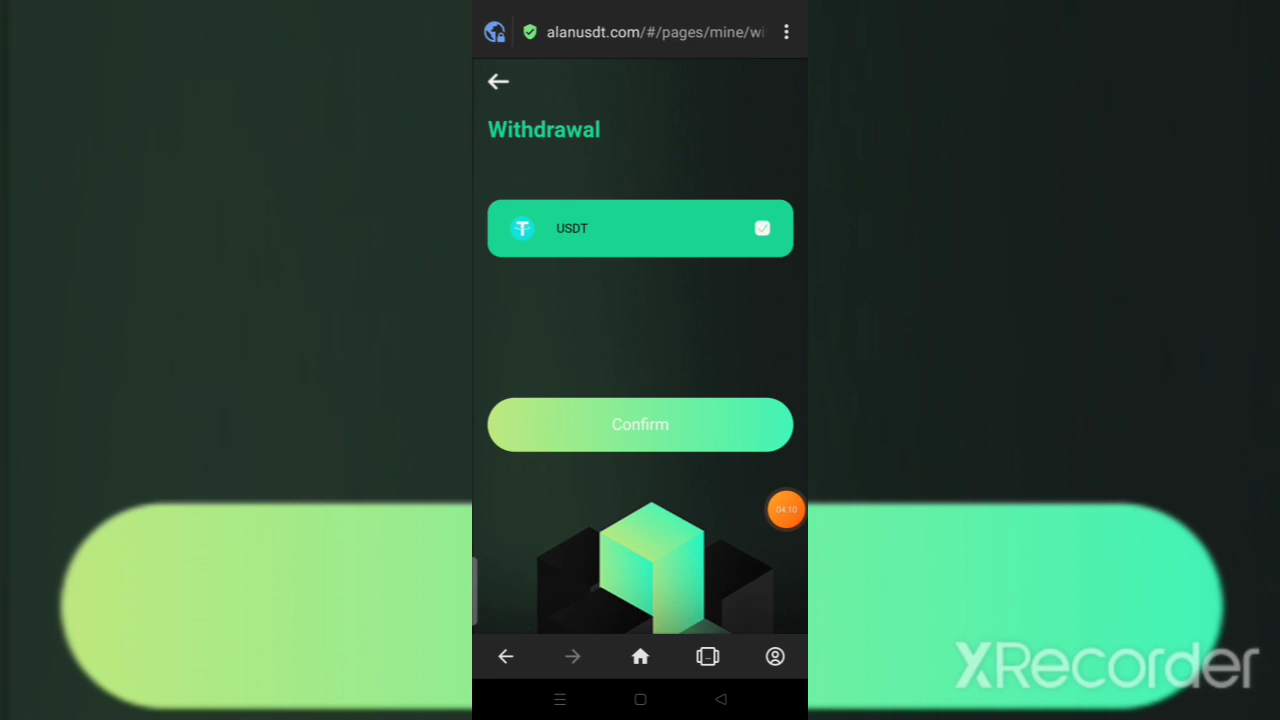 alanusdt.com/#/pages/mine/wi
Withdrawal
USDT
Confirm
04:10
XRecorder